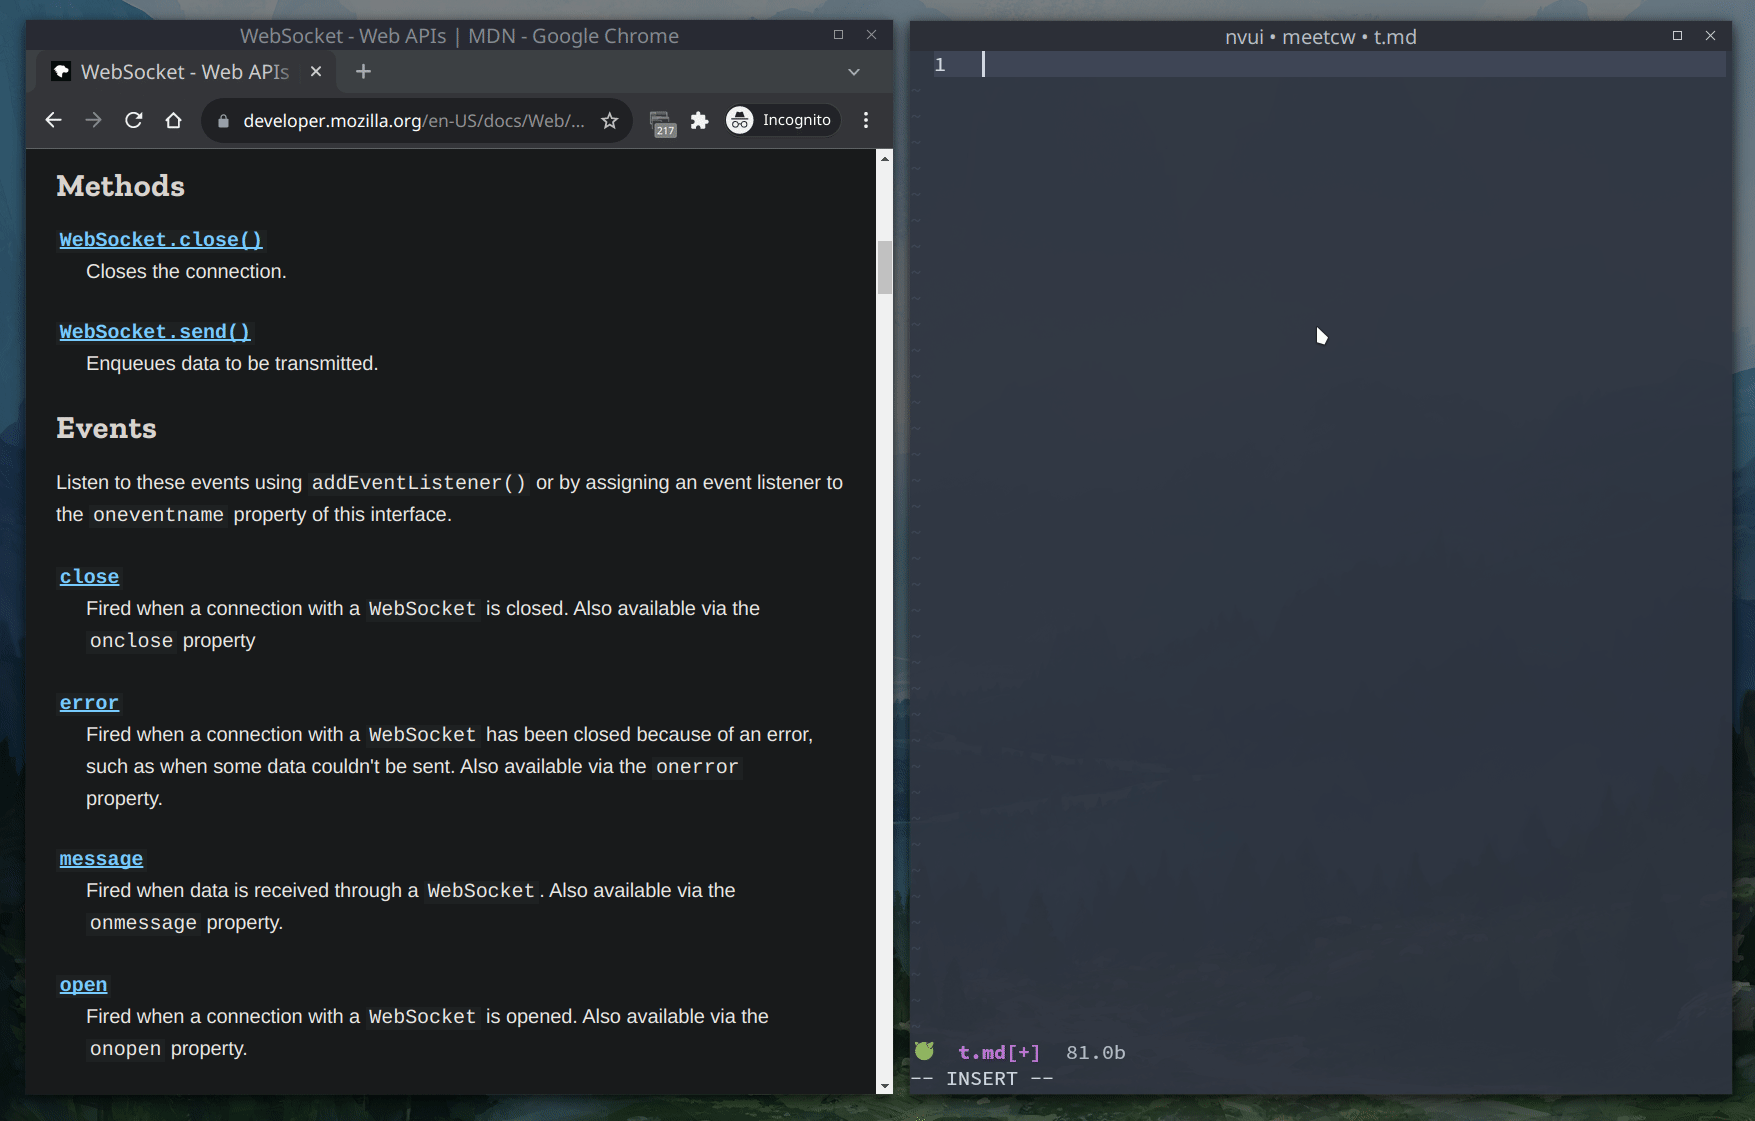 WebSocket - Web APIs | MDN - Google Chrome
WebSocket - Web APIs
developer.mozilla.org/en-US/docs/Web/...
217
Incognito
Methods
WebSocket.close()
Closes the connection.
WebSocket.send()
Enqueues data to be transmitted.
Events
Listen to these events using addEventListener() or by assigning an event listener to
the oneventname property of this interface.
close
Fired when a connection with a WebSocket is closed. Also available via the
onclose property
error
Fired when a connection with a WebSocket has been closed because of an error,
such as when some data couldn't be sent. Also available via the onerror
property.
message
Fired when data is received through a WebSocket. Also available via the
onmessage property.
open
Fired when a connection with a WebSocket is opened. Also available via the
onopen property.
nvui • meetcw • t.md
1
t.md[+] 81.0b
-- INSERT --